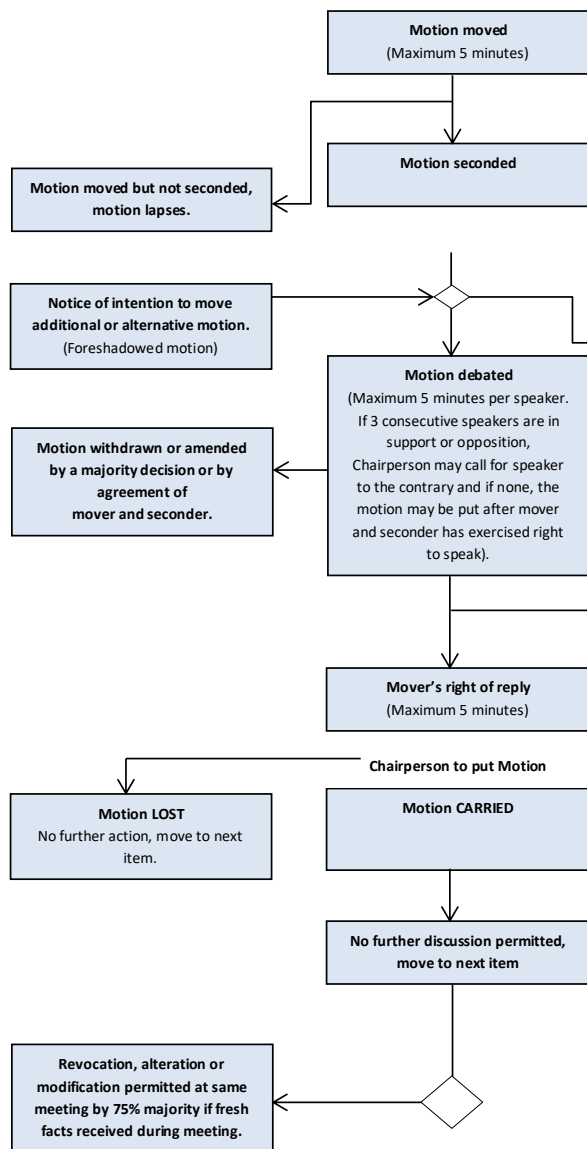 Motion moved
(Maximum 5 minutes)
Motion seconded
Motion moved but not seconded,
motion lapses.
Notice of intention to move
additional or alternative motion.
(Foreshadowed motion)
Motion debated
(Maximum 5 minutes per speaker.
If 3 consecutive speakers are in
support or opposition,
Chairperson may call for speaker
to the contrary and if none, the
motion may be put after mover
and seconder has exercised right
to speak).
Motion withdrawn or amended
by a majority decision or by
agreement of
mover and seconder.
Mover’s right of reply
(Maximum 5 minutes)
Chairperson to put Motion
Motion LOST
No further action, move to next
item.
Motion CARRIED
No further discussion permitted,
move to next item
Revocation, alteration or
modification permitted at same
meeting by 75% majority if fresh
facts received during meeting.